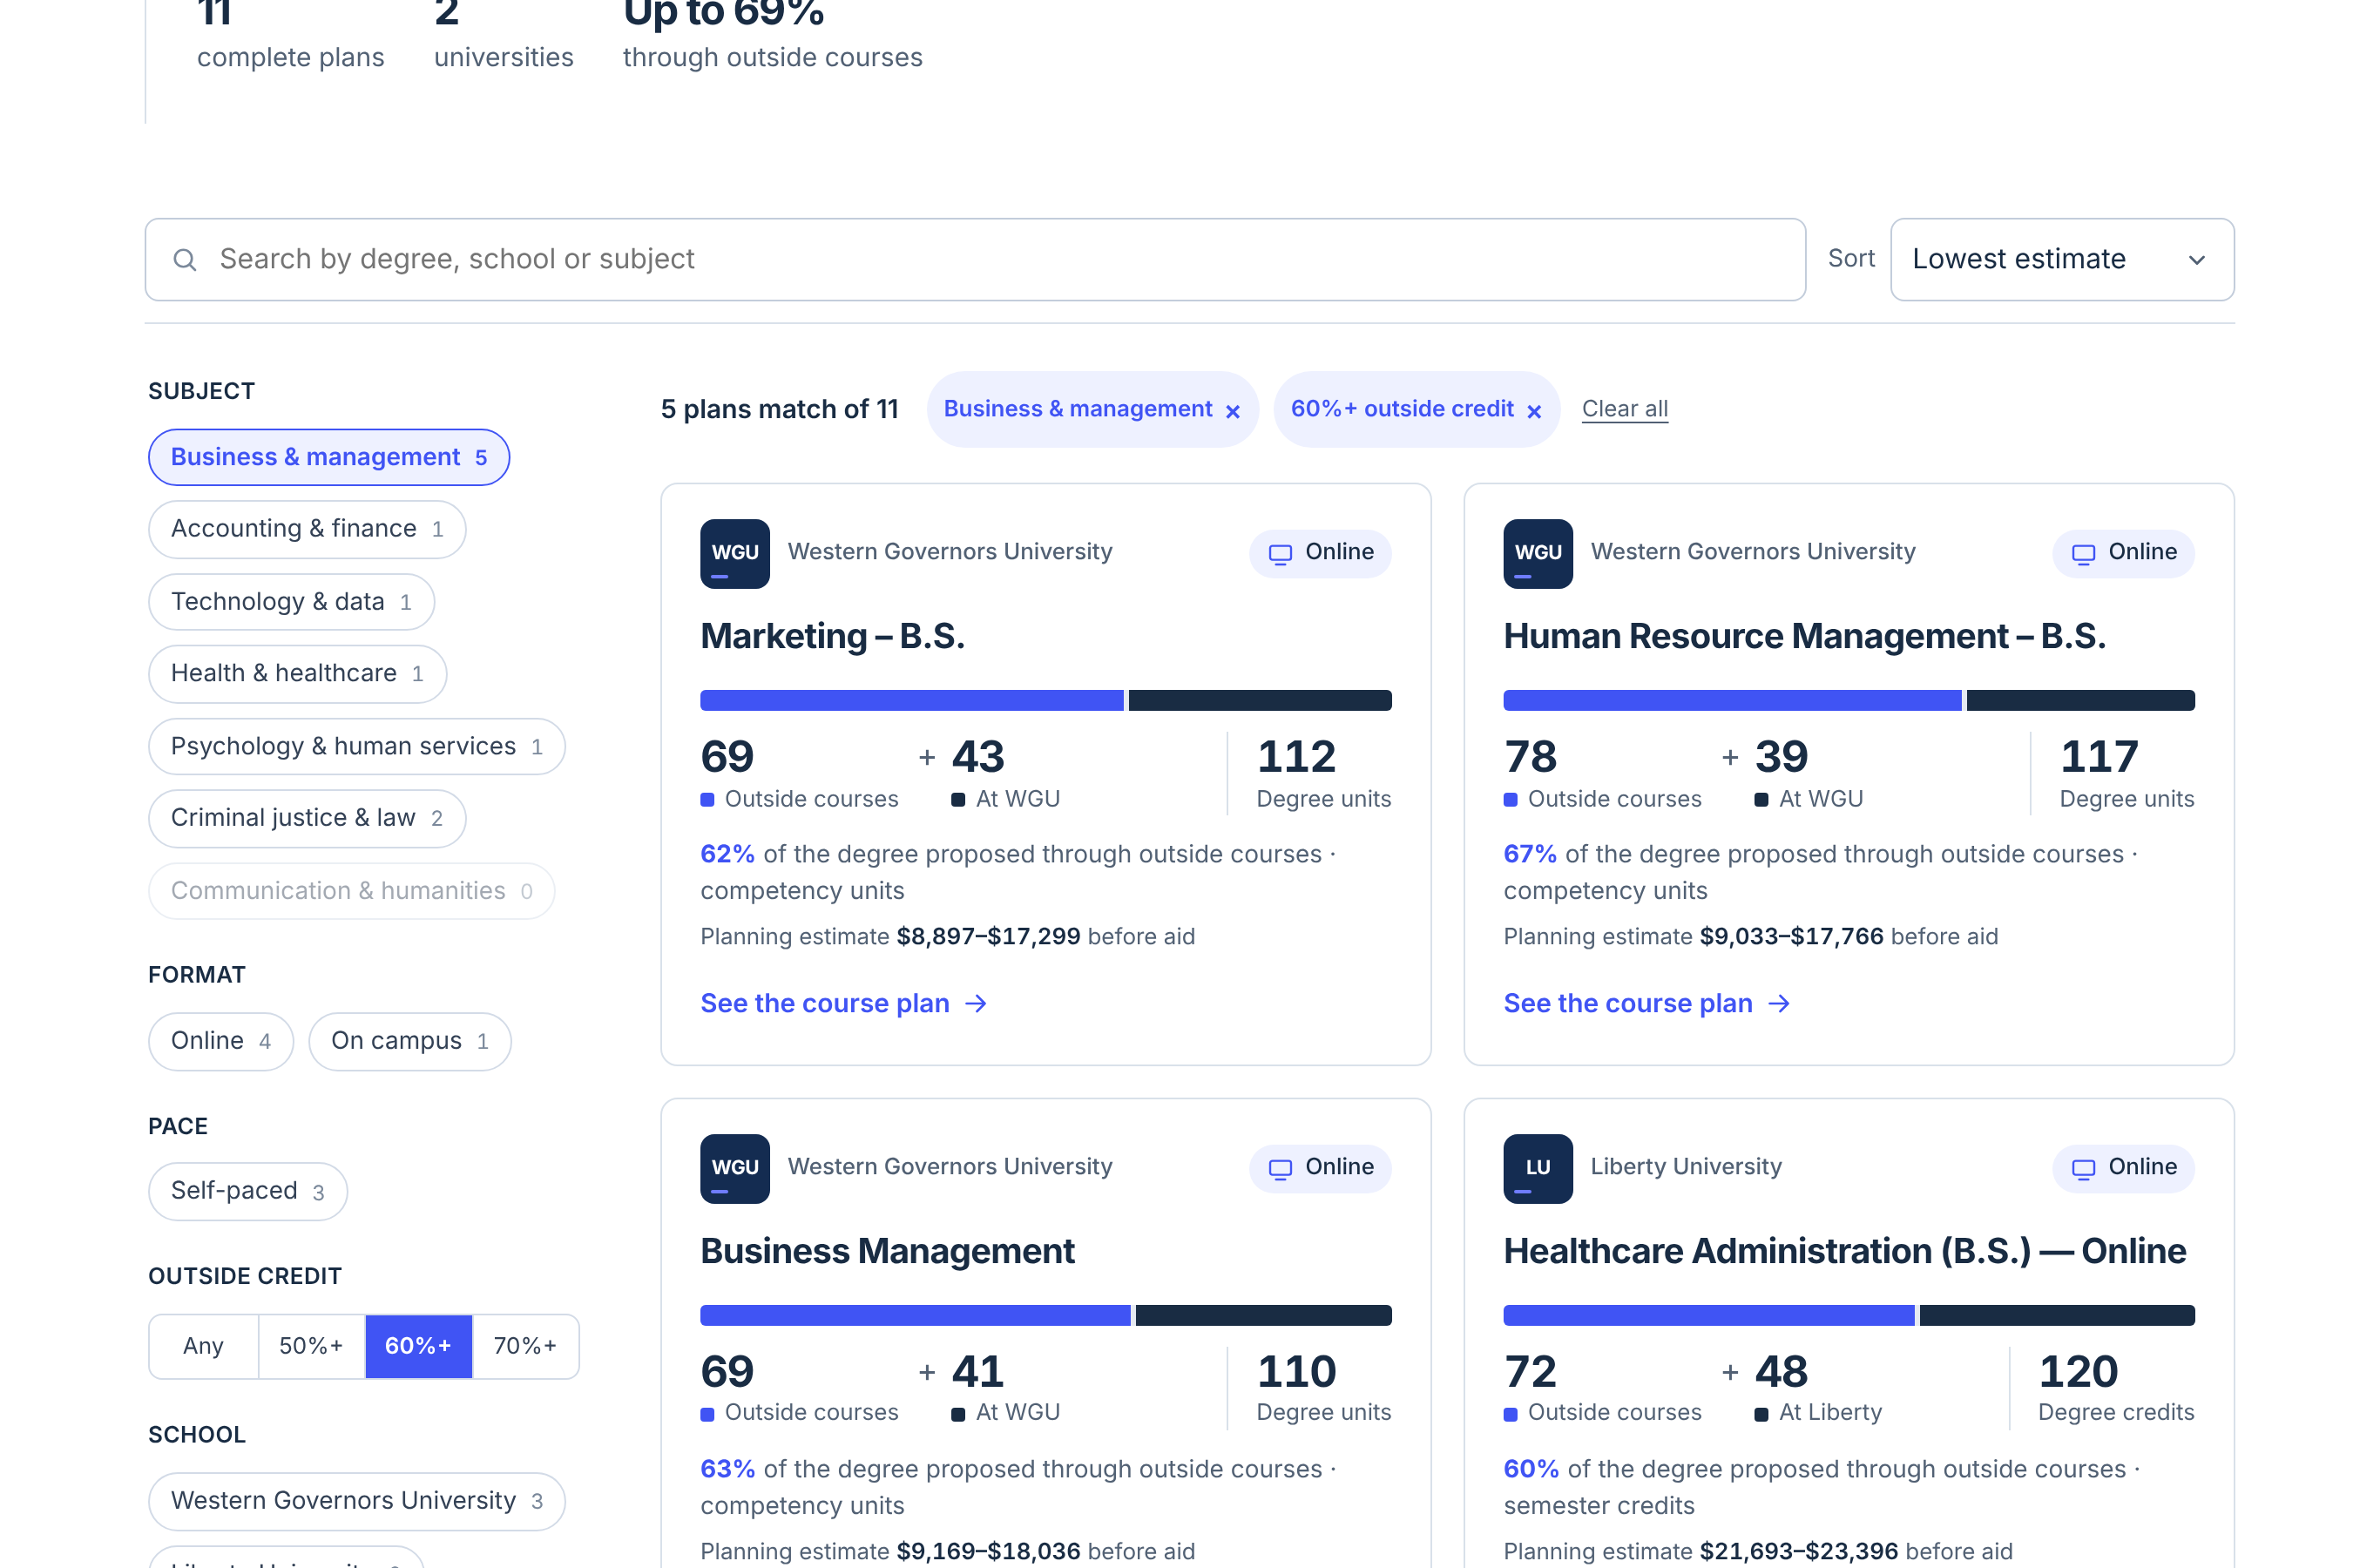 11
complete plans
2
universities
Up to 69%
through outside courses
Search by degree, school or subject
Sort
Lowest estimate
SUBJECT
Business & management 5
Accounting & finance 1
Technology & data 1
Health & healthcare 1
Psychology & human services 1
Criminal justice & law 2
Communication & humanities 0
FORMAT
Online 4
On campus 1
PACE
Self-paced 3
OUTSIDE CREDIT
Any 50%+ 60%+ 70%+
SCHOOL
Western Governors University 3
5 plans match of 11
Business & management ×
60%+ outside credit ×
Clear all
WGU
Western Governors University
Online
Marketing – B.S.
69 + 43 112
Outside courses At WGU Degree units
62% of the degree proposed through outside courses ·
competency units
Planning estimate $8,897–$17,299 before aid
See the course plan →
WGU
Western Governors University
Online
Human Resource Management – B.S.
78 + 39 117
Outside courses At WGU Degree units
67% of the degree proposed through outside courses ·
competency units
Planning estimate $9,033–$17,766 before aid
See the course plan →
WGU
Western Governors University
Online
Business Management
69 + 41 110
Outside courses At WGU Degree units
63% of the degree proposed through outside courses ·
competency units
Planning estimate $9,169–$18,036 before aid
LU
Liberty University
Online
Healthcare Administration (B.S.) — Online
72 + 48 120
Outside courses At Liberty Degree credits
60% of the degree proposed through outside courses ·
semester credits
Planning estimate $21,693–$23,396 before aid